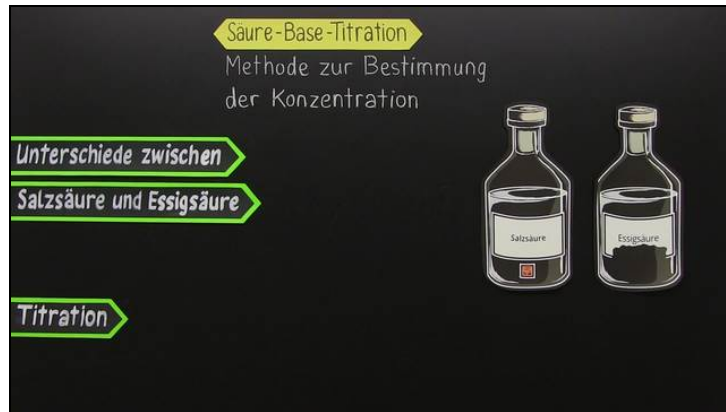 Säure-Base-Titration
Methode zur Bestimmung
der Konzentration
Unterschiede zwischen
Salzsäure und Essigsäure
Salzsäure
Essigsäure
Titration